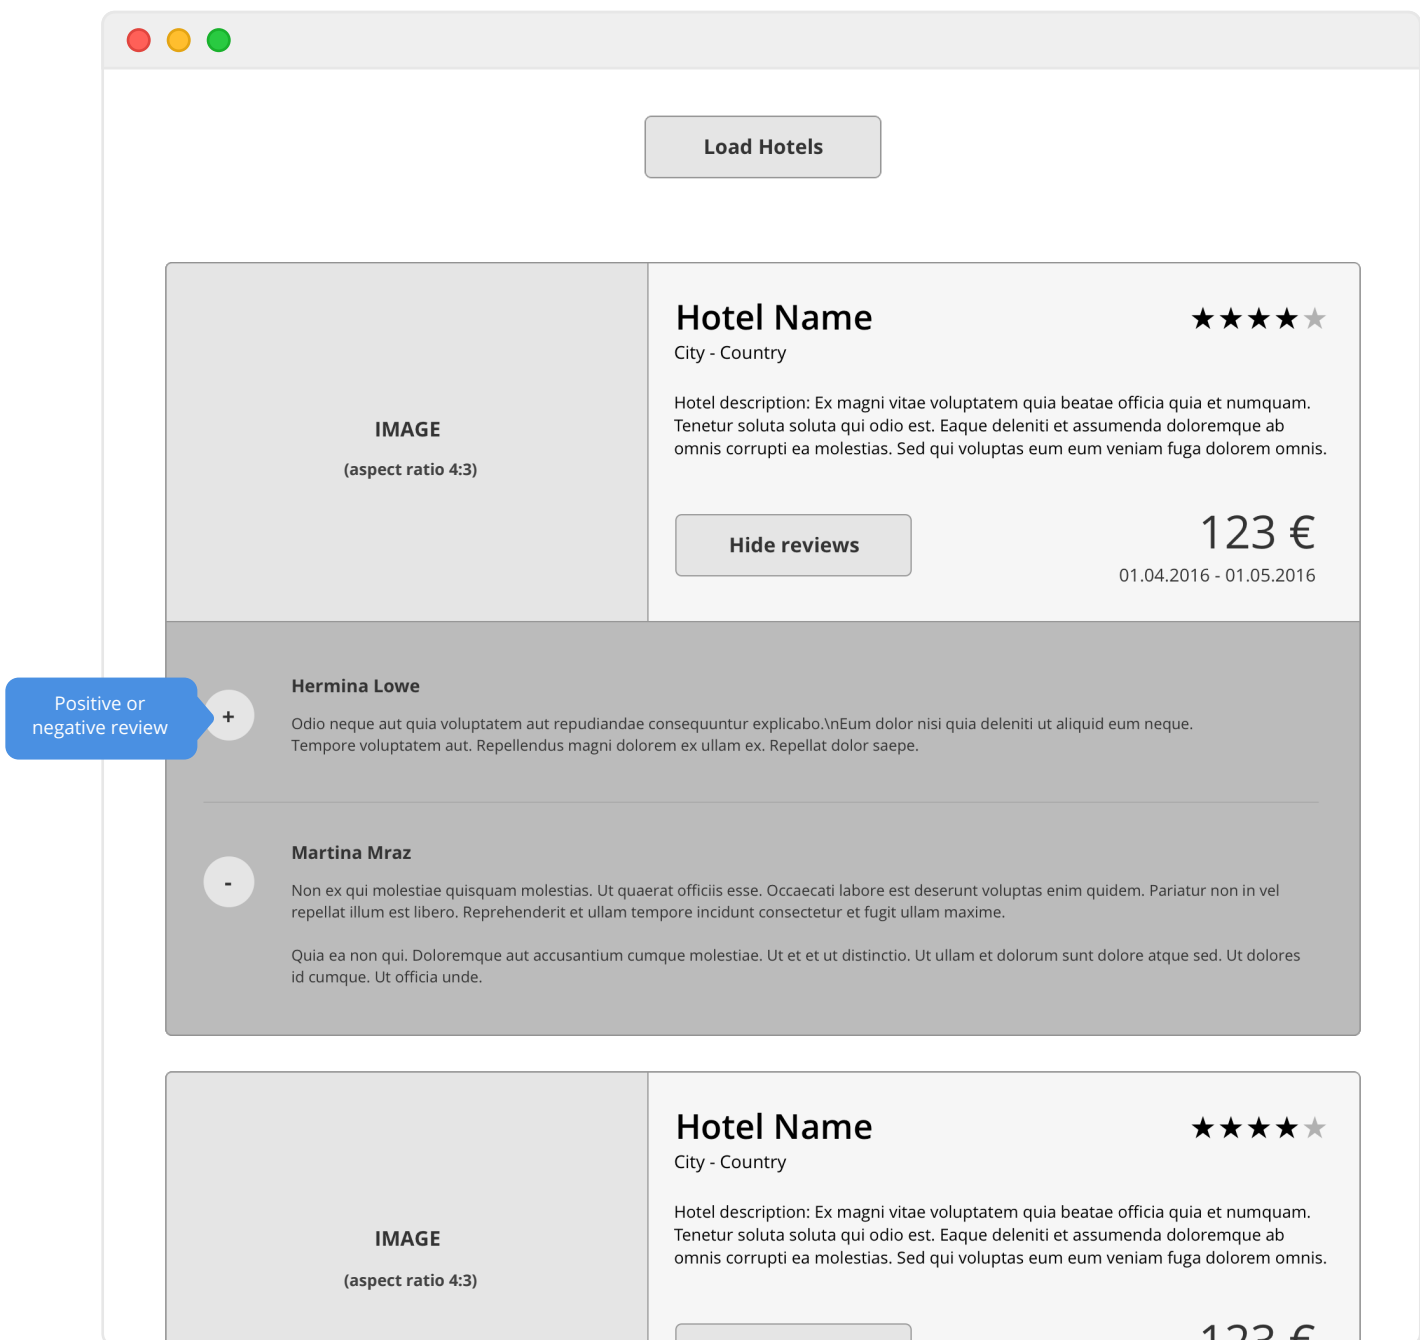 Load Hotels
IMAGE
(aspect ratio 4:3)
Hotel Name
★★★★★
City - Country
Hotel description: Ex magni vitae voluptatem quia beatae officia quia et numquam.
Tenetur soluta soluta qui odio est. Eaque deleniti et assumenda doloremque ab
omnis corrupti ea molestias. Sed qui voluptas eum eum veniam fuga dolorem omnis.
Hide reviews
123 €
01.04.2016 - 01.05.2016
Positive or
negative review
+
Hermina Lowe
Odio neque aut quia voluptatem aut repudiandae consequuntur explicabo.\nEum dolor nisi quia deleniti ut aliquid eum neque.
Tempore voluptatem aut. Repellendus magni dolorem ex ullam ex. Repellat dolor saepe.
-
Martina Mraz
Non ex qui molestiae quisquam molestias. Ut quaerat officiis esse. Occaecati labore est deserunt voluptas enim quidem. Pariatur non in vel
repellat illum est libero. Reprehenderit et ullam tempore incidunt consectetur et fugit ullam maxime.
Quia ea non qui. Doloremque aut accusantium cumque molestiae. Ut et et ut distinctio. Ut ullam et dolorum sunt dolore atque sed. Ut dolores
id cumque. Ut officia unde.
IMAGE
(aspect ratio 4:3)
Hotel Name
★★★★★
City - Country
Hotel description: Ex magni vitae voluptatem quia beatae officia quia et numquam.
Tenetur soluta soluta qui odio est. Eaque deleniti et assumenda doloremque ab
omnis corrupti ea molestias. Sed qui voluptas eum eum veniam fuga dolorem omnis.
123 €